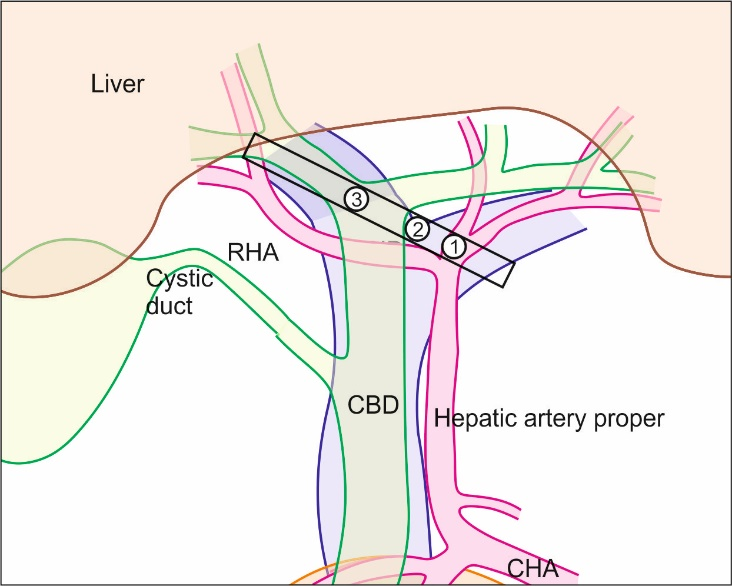 Liver
3
2
1
RHA
Cystic
duct
CBD
Hepatic artery proper
CHA